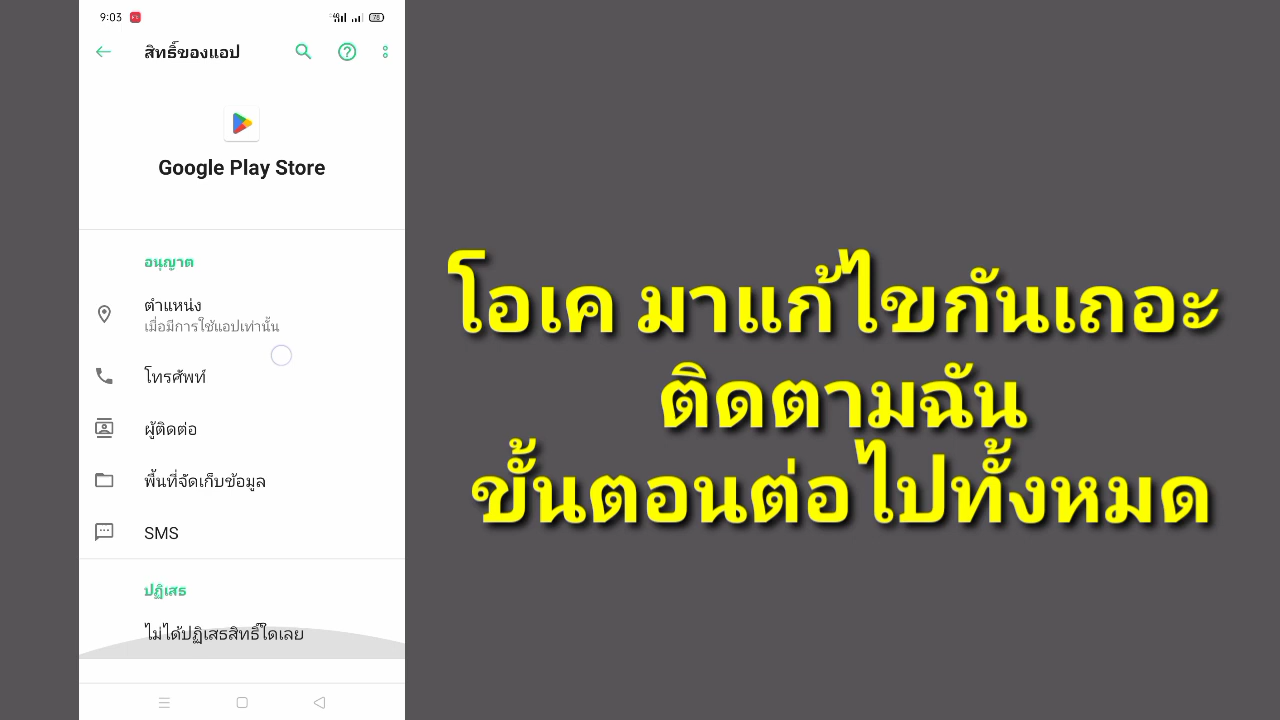 9:03
78
สิทธิ์ของแอป
Google Play Store
อนุญาต
ตำแหน่ง
เมื่อมีการใช้แอปเท่านั้น
โทรศัพท์
ผู้ติดต่อ
พื้นที่จัดเก็บข้อมูล
SMS
ปฏิเสธ
ไม่ได้ปฏิเสธสิทธิ์ใดเลย
โอเค มาแก้ไขกันเถอะ
ติดตามฉัน
ขั้นตอนต่อไปทั้งหมด